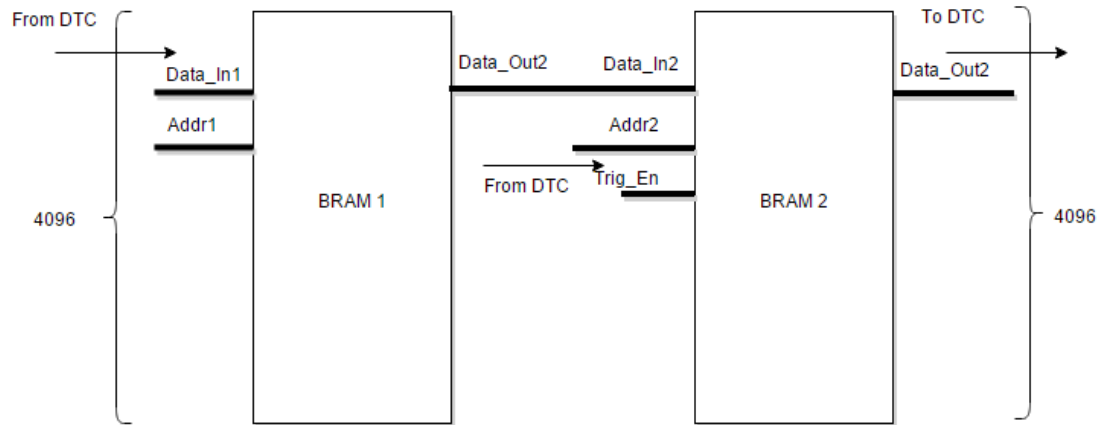 From DTC
To DTC
Data_In1
Data_Out2
Data_In2
Data_Out2
Addr1
Addr2
From DTC
Trig_En
BRAM 1
BRAM 2
4096
4096